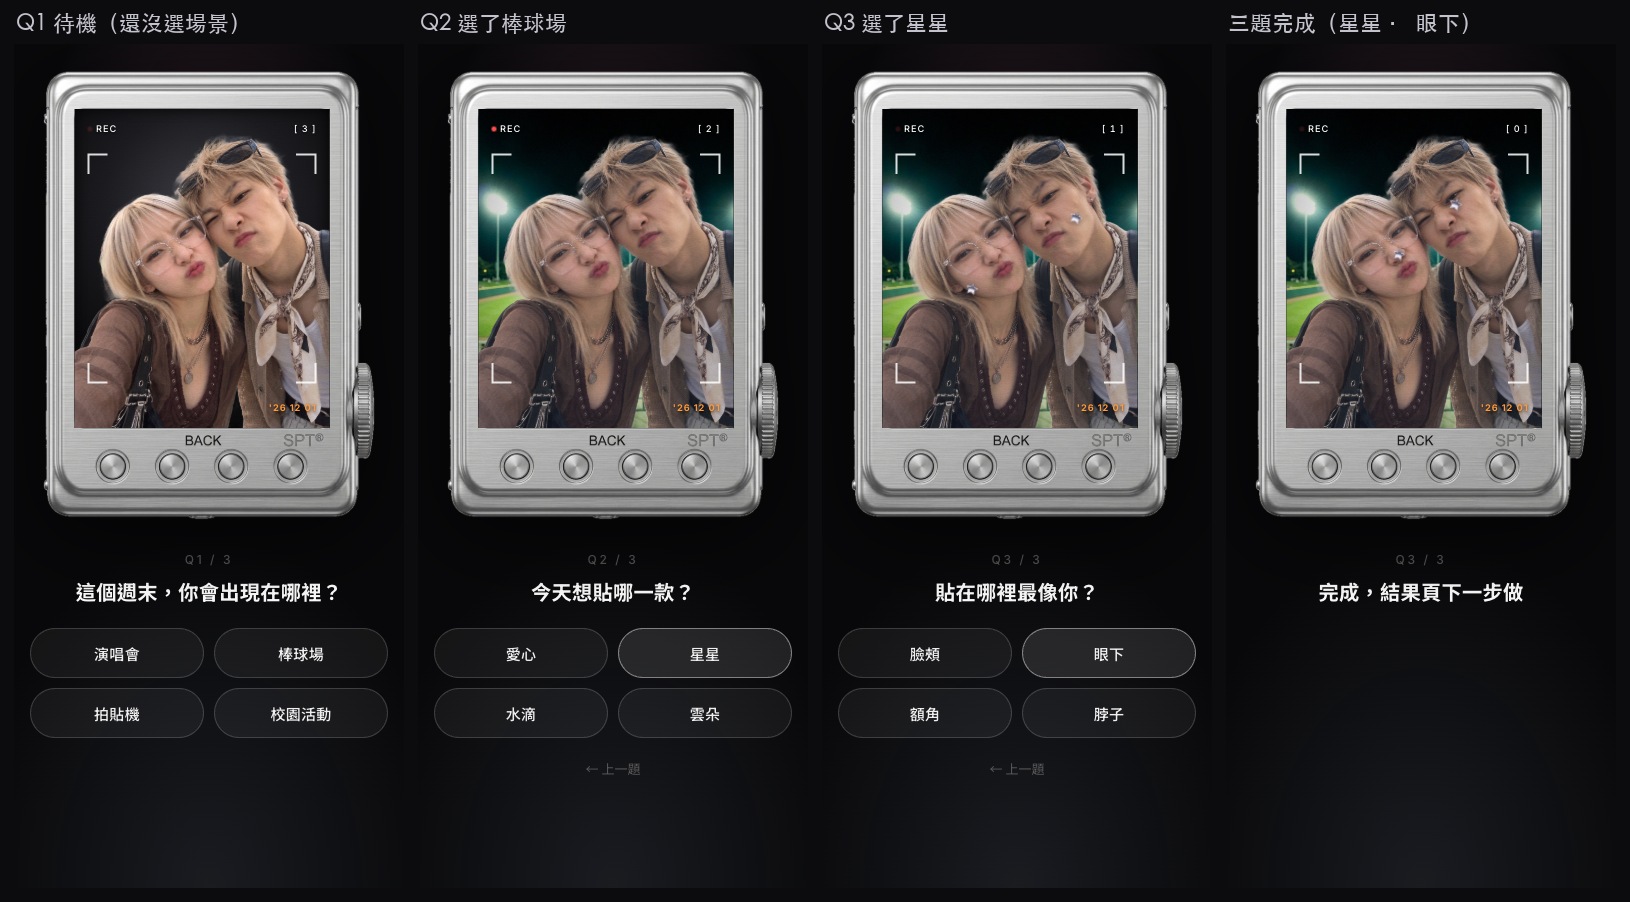 Q1 待機（還沒選場景）
REC [ 3 ]
'26 12 01
BACK SPT®
Q1 / 3
這個週末，你會出現在哪裡？
演唱會 棒球場
拍貼機 校園活動
Q2 選了棒球場
REC [ 2 ]
'26 12 01
BACK SPT®
Q2 / 3
今天想貼哪一款？
愛心 星星
水滴 雲朵
← 上一題
Q3 選了星星
REC [ 1 ]
'26 12 01
BACK SPT®
Q3 / 3
貼在哪裡最像你？
臉頰 眼下
額角 脖子
← 上一題
三題完成（星星 · 眼下）
REC [ 0 ]
'26 12 01
BACK SPT®
Q3 / 3
完成，結果頁下一步做